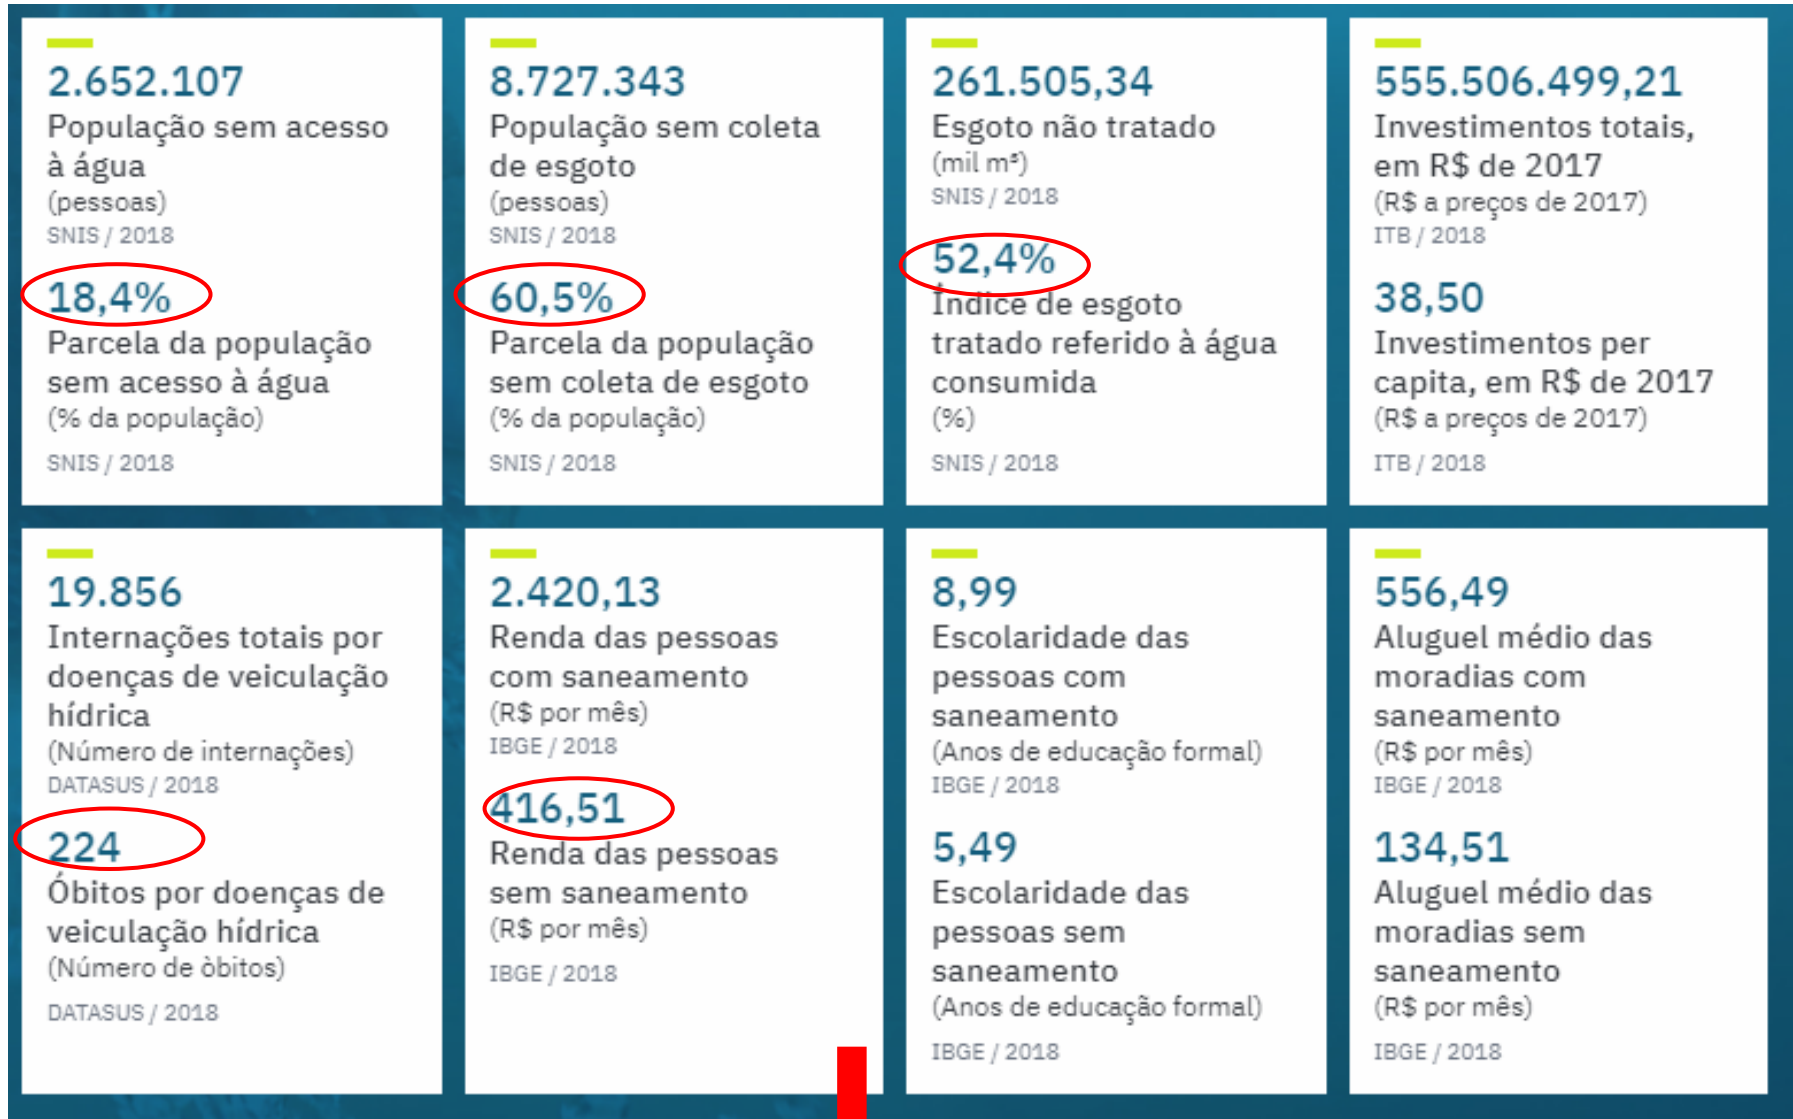 2.652.107
População sem acesso
à água
(pessoas)
SNIS / 2018
18,4%
Parcela da população
sem acesso à água
(% da população)
SNIS / 2018
8.727.343
População sem coleta
de esgoto
(pessoas)
SNIS / 2018
60,5%
Parcela da população
sem coleta de esgoto
(% da população)
SNIS / 2018
261.505,34
Esgoto não tratado
(mil m³)
SNIS / 2018
52,4%
Índice de esgoto
tratado referido à água
consumida
(%)
SNIS / 2018
555.506.499,21
Investimentos totais,
em R$ de 2017
(R$ a preços de 2017)
ITB / 2018
38,50
Investimentos per
capita, em R$ de 2017
(R$ a preços de 2017)
ITB / 2018
19.856
Internações totais por
doenças de veiculação
hídrica
(Número de internações)
DATASUS / 2018
224
Óbitos por doenças de
veiculação hídrica
(Número de òbitos)
DATASUS / 2018
2.420,13
Renda das pessoas
com saneamento
(R$ por mês)
IBGE / 2018
416,51
Renda das pessoas
sem saneamento
(R$ por mês)
IBGE / 2018
8,99
Escolaridade das
pessoas com
saneamento
(Anos de educação formal)
IBGE / 2018
5,49
Escolaridade das
pessoas sem
saneamento
(Anos de educação formal)
IBGE / 2018
556,49
Aluguel médio das
moradias com
saneamento
(R$ por mês)
IBGE / 2018
134,51
Aluguel médio das
moradias sem
saneamento
(R$ por mês)
IBGE / 2018